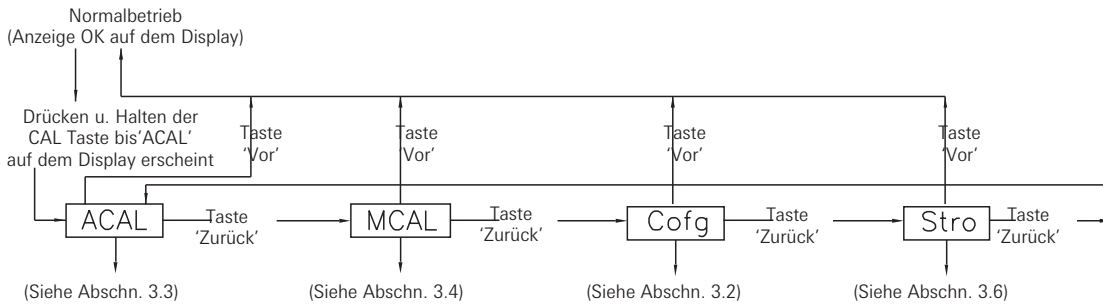 Normalbetrieb
(Anzeige OK auf dem Display)
Drücken u. Halten der
CAL Taste bis'ACAL'
auf dem Display erscheint
Taste
'Vor'
Taste
'Vor'
Taste
'Vor'
Taste
'Vor'
ACAL
Taste
'Zurück'
MCAL
Taste
'Zurück'
Cofg
Taste
'Zurück'
Stro
Taste
'Zurück'
(Siehe Abschn. 3.3)
(Siehe Abschn. 3.4)
(Siehe Abschn. 3.2)
(Siehe Abschn. 3.6)